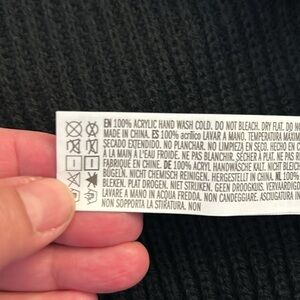 EN 100% ACRYLIC HAND WASH COLD. DO NOT BLEACH. DRY FLAT. DO NO
MADE IN CHINA. ES 100% acrílico LAVAR A MANO. TEMPERATURA MÁXIM
SECADO EXTENDIDO. NO PLANCHAR. NO LIMPIEZA EN SECO. HECHO EN C
À LA MAIN À L'EAU FROIDE. NE PAS BLANCHIR. SÉCHER À PLAT. NE PAS R
FABRIQUÉ EN CHINE. DE 100% ACRYL HANDWÄSCHE KALT. NICHT BLEICH
BÜGELN. NICHT CHEMISCH REINIGEN. HERGESTELLT IN CHINA. NL 100%
BLEKEN. PLAT DROGEN. NIET STRIJKEN. GEEN DROOGKUIS. VERVAARDIGD
LAVARE A MANO IN ACQUA FREDDA. NON CANDEGGIARE. ASCIUGATURA IN
NON SOPPORTA LA STIRATURA. NON